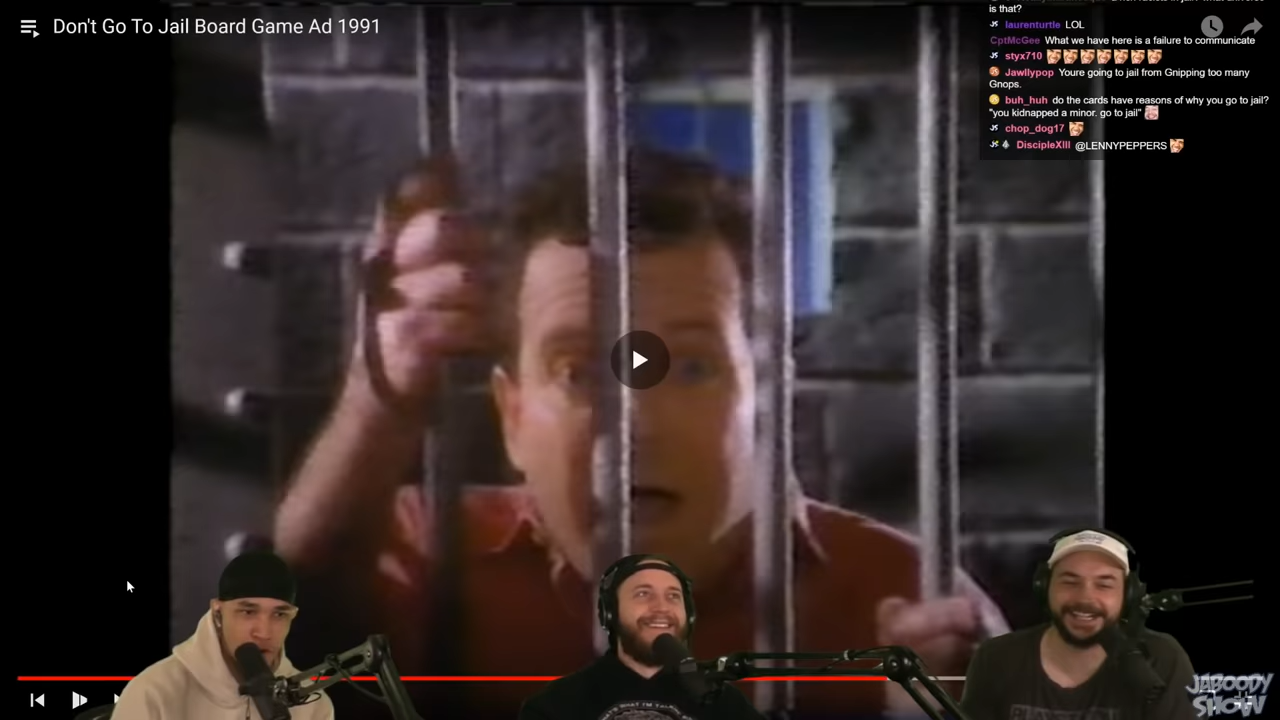 Don't Go To Jail Board Game Ad 1991
is that?
laurenturtle LOL
CptMcGee What we have here is a failure to communicate
styx710
Jawllypop Youre going to jail from Gnipping too many
Gnops.
buh_huh do the cards have reasons of why you go to jail?
"you kidnapped a minor. go to jail"
chop_dog17
DiscipleXIII @LENNYPEPPERS
JABOODY
SHOW